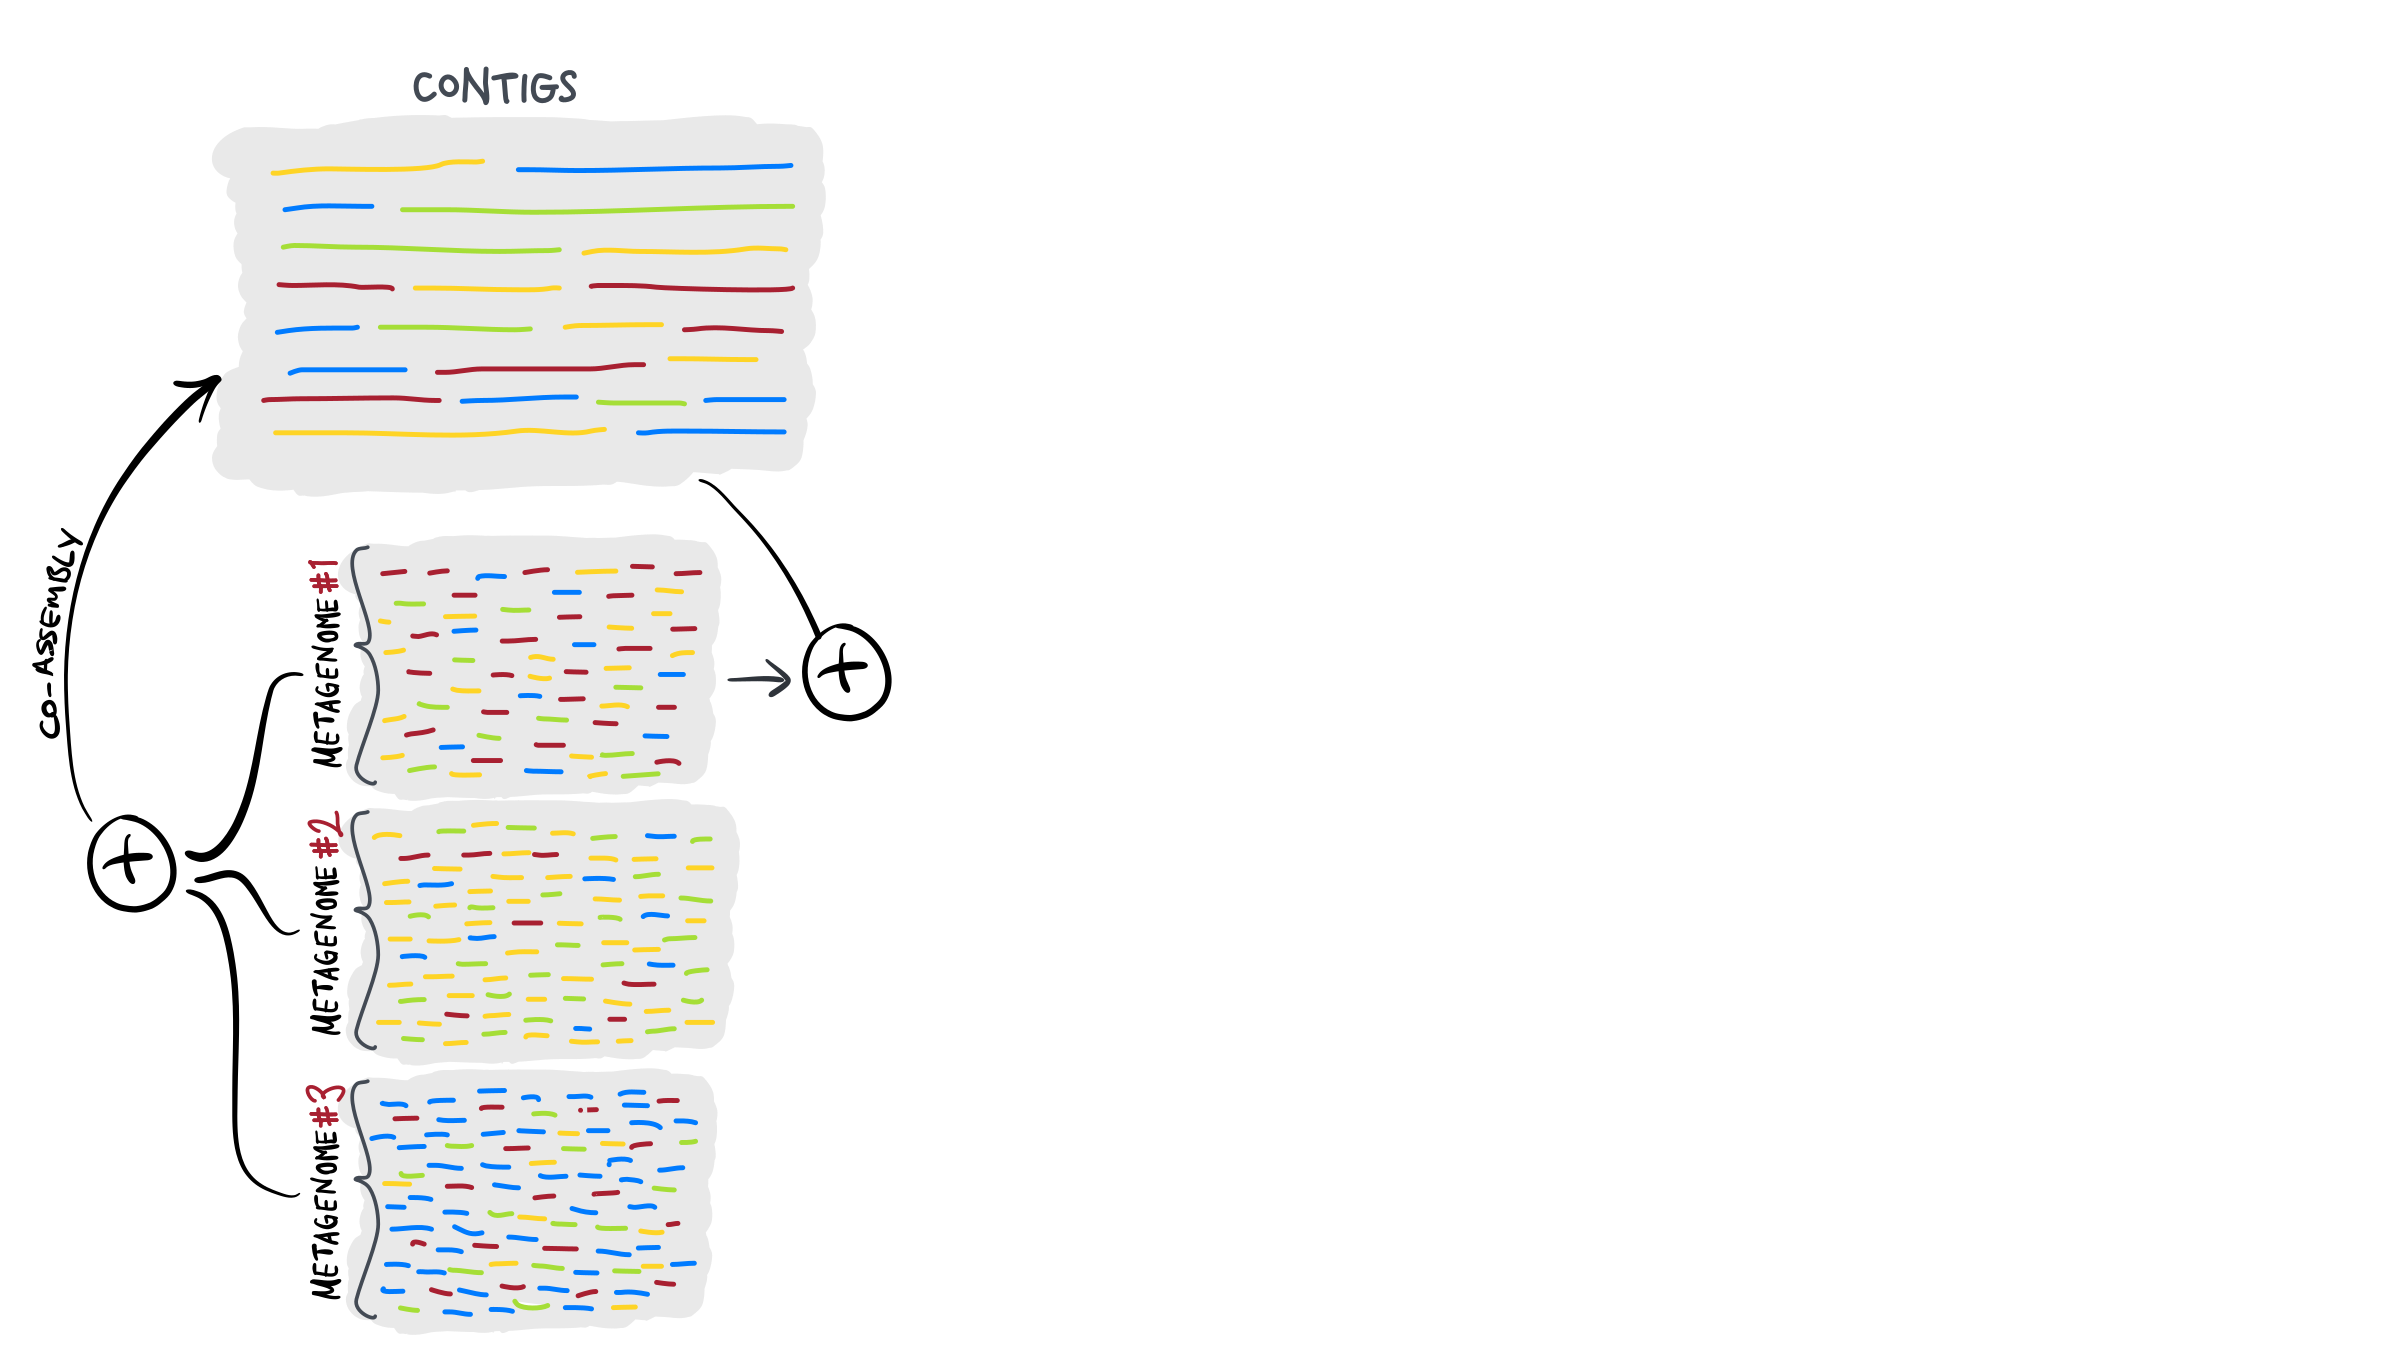 CONTIGS
CO-ASSEMBLY
METAGENOME #1
METAGENOME #2
METAGENOME #3